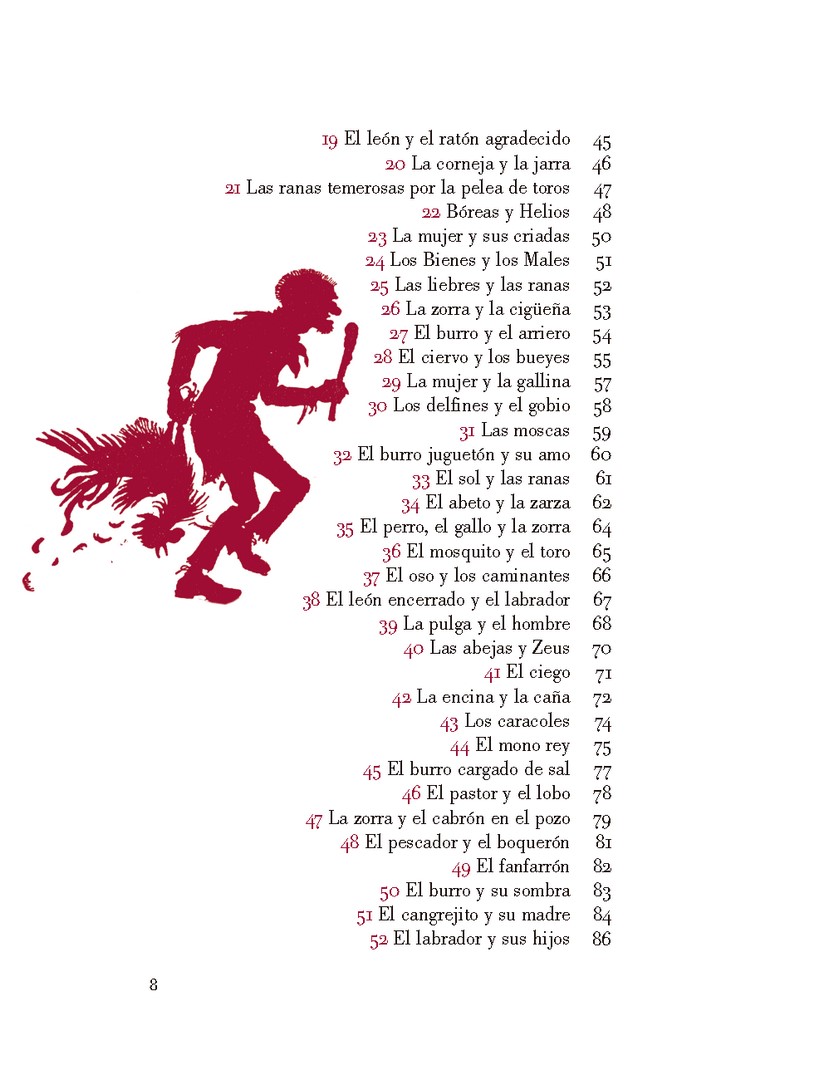 19 El león y el ratón agradecido 45
20 La corneja y la jarra 46
21 Las ranas temerosas por la pelea de toros 47
22 Bóreas y Helios 48
23 La mujer y sus criadas 50
24 Los Bienes y los Males 51
25 Las liebres y las ranas 52
26 La zorra y la cigüeña 53
27 El burro y el arriero 54
28 El ciervo y los bueyes 55
29 La mujer y la gallina 57
30 Los delfines y el gobio 58
31 Las moscas 59
32 El burro juguetón y su amo 60
33 El sol y las ranas 61
34 El abeto y la zarza 62
35 El perro, el gallo y la zorra 64
36 El mosquito y el toro 65
37 El oso y los caminantes 66
38 El león encerrado y el labrador 67
39 La pulga y el hombre 68
40 Las abejas y Zeus 70
41 El ciego 71
42 La encina y la caña 72
43 Los caracoles 74
44 El mono rey 75
45 El burro cargado de sal 77
46 El pastor y el lobo 78
47 La zorra y el cabrón en el pozo 79
48 El pescador y el boquerón 81
49 El fanfarrón 82
50 El burro y su sombra 83
51 El cangrejito y su madre 84
52 El labrador y sus hijos 86
8